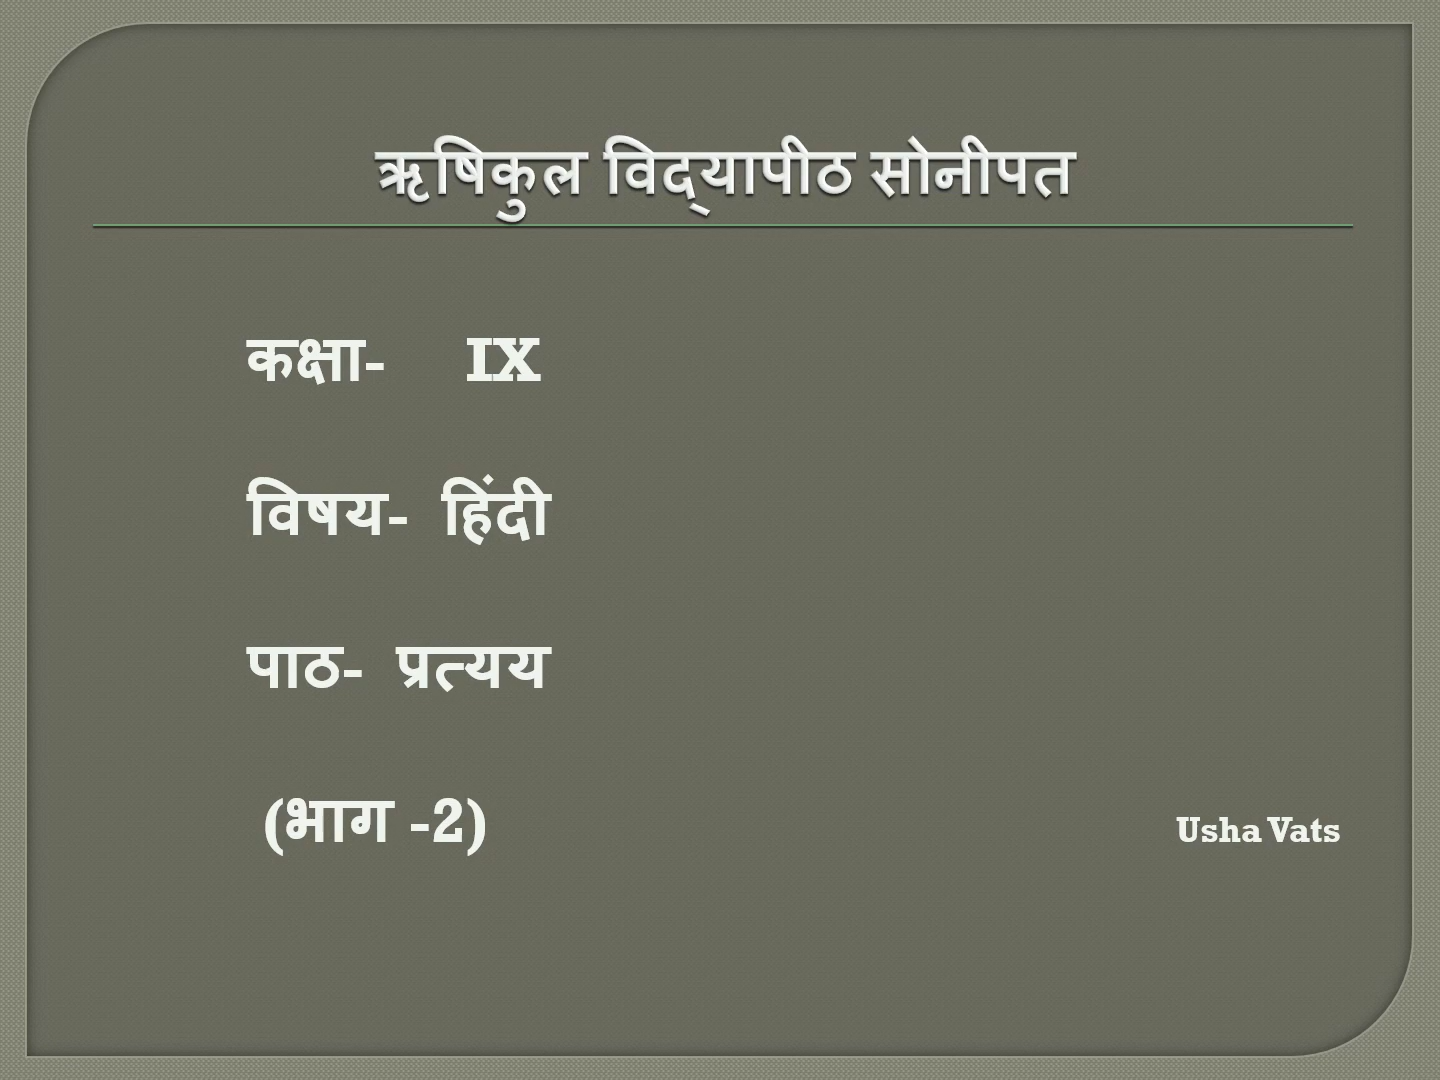 ऋषिकुल विद्यापीठ सोनीपत
कक्षा- IX
विषय- हिंदी
पाठ- प्रत्यय
(भाग -2)
Usha Vats